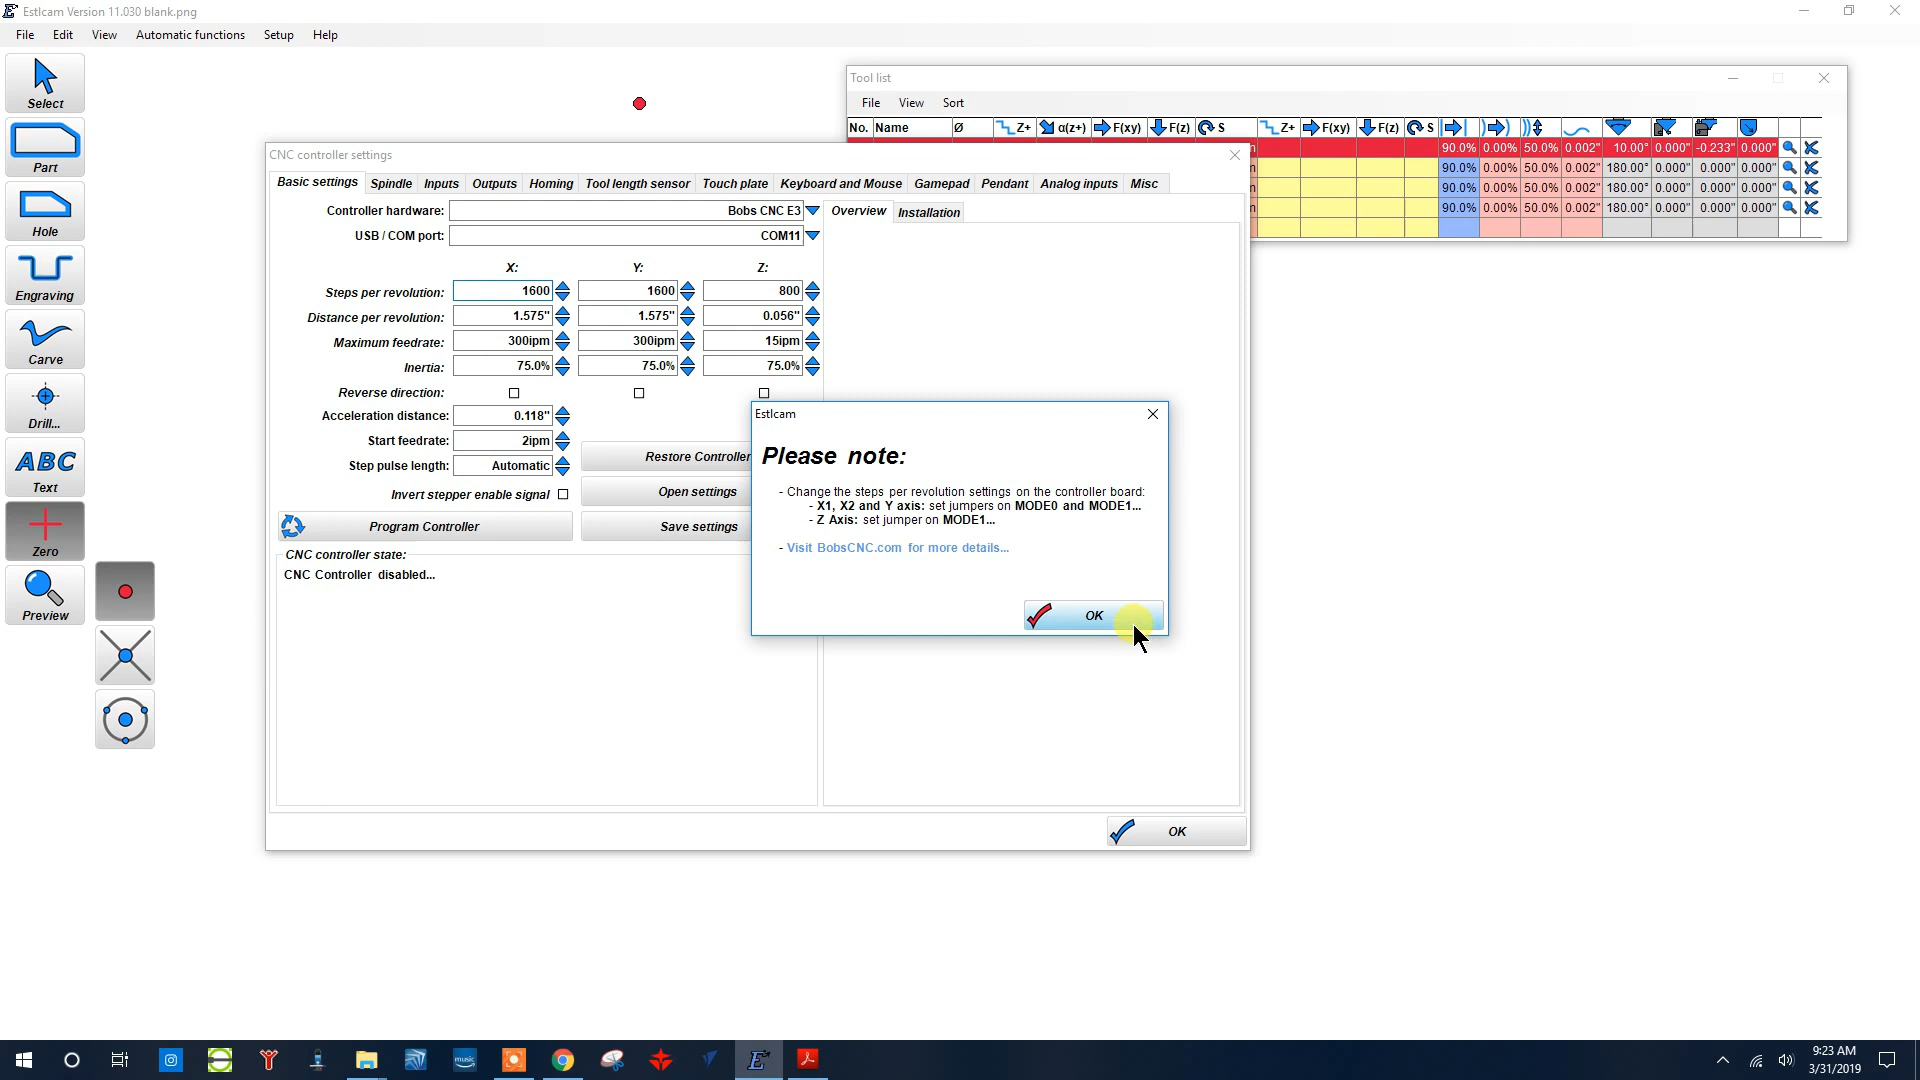 Estlcam Version 11.030 blank.png
File Edit View Automatic functions Setup Help
Select
Part
Hole
Engraving
Carve
Drill...
ABC
Text
Zero
Preview
Tool list
File View Sort
No. Name Ø Z+ α(z+) F(xy) F(z) S Z+ F(xy) F(z) S
90.0% 0.00% 50.0% 0.002" 10.00° 0.000" -0.233" 0.000"
90.0% 0.00% 50.0% 0.002" 180.00° 0.000" 0.000" 0.000"
90.0% 0.00% 50.0% 0.002" 180.00° 0.000" 0.000" 0.000"
90.0% 0.00% 50.0% 0.002" 180.00° 0.000" 0.000" 0.000"
CNC controller settings
Basic settings Spindle Inputs Outputs Homing Tool length sensor Touch plate Keyboard and Mouse Gamepad Pendant Analog inputs Misc
Controller hardware: Bobs CNC E3
USB / COM port: COM11
Overview Installation
X: Y: Z:
Steps per revolution: 1600 1600 800
Distance per revolution: 1.575" 1.575" 0.056"
Maximum feedrate: 300ipm 300ipm 15ipm
Inertia: 75.0% 75.0% 75.0%
Reverse direction:
Acceleration distance: 0.118"
Start feedrate: 2ipm
Step pulse length: Automatic
Invert stepper enable signal
Restore Controller
Open settings
Save settings
Program Controller
CNC controller state:
CNC Controller disabled...
OK
Estlcam
Please note:
- Change the steps per revolution settings on the controller board:
- X1, X2 and Y axis: set jumpers on MODE0 and MODE1...
- Z Axis: set jumper on MODE1...
- Visit BobsCNC.com for more details...
OK
music
9:23 AM
3/31/2019